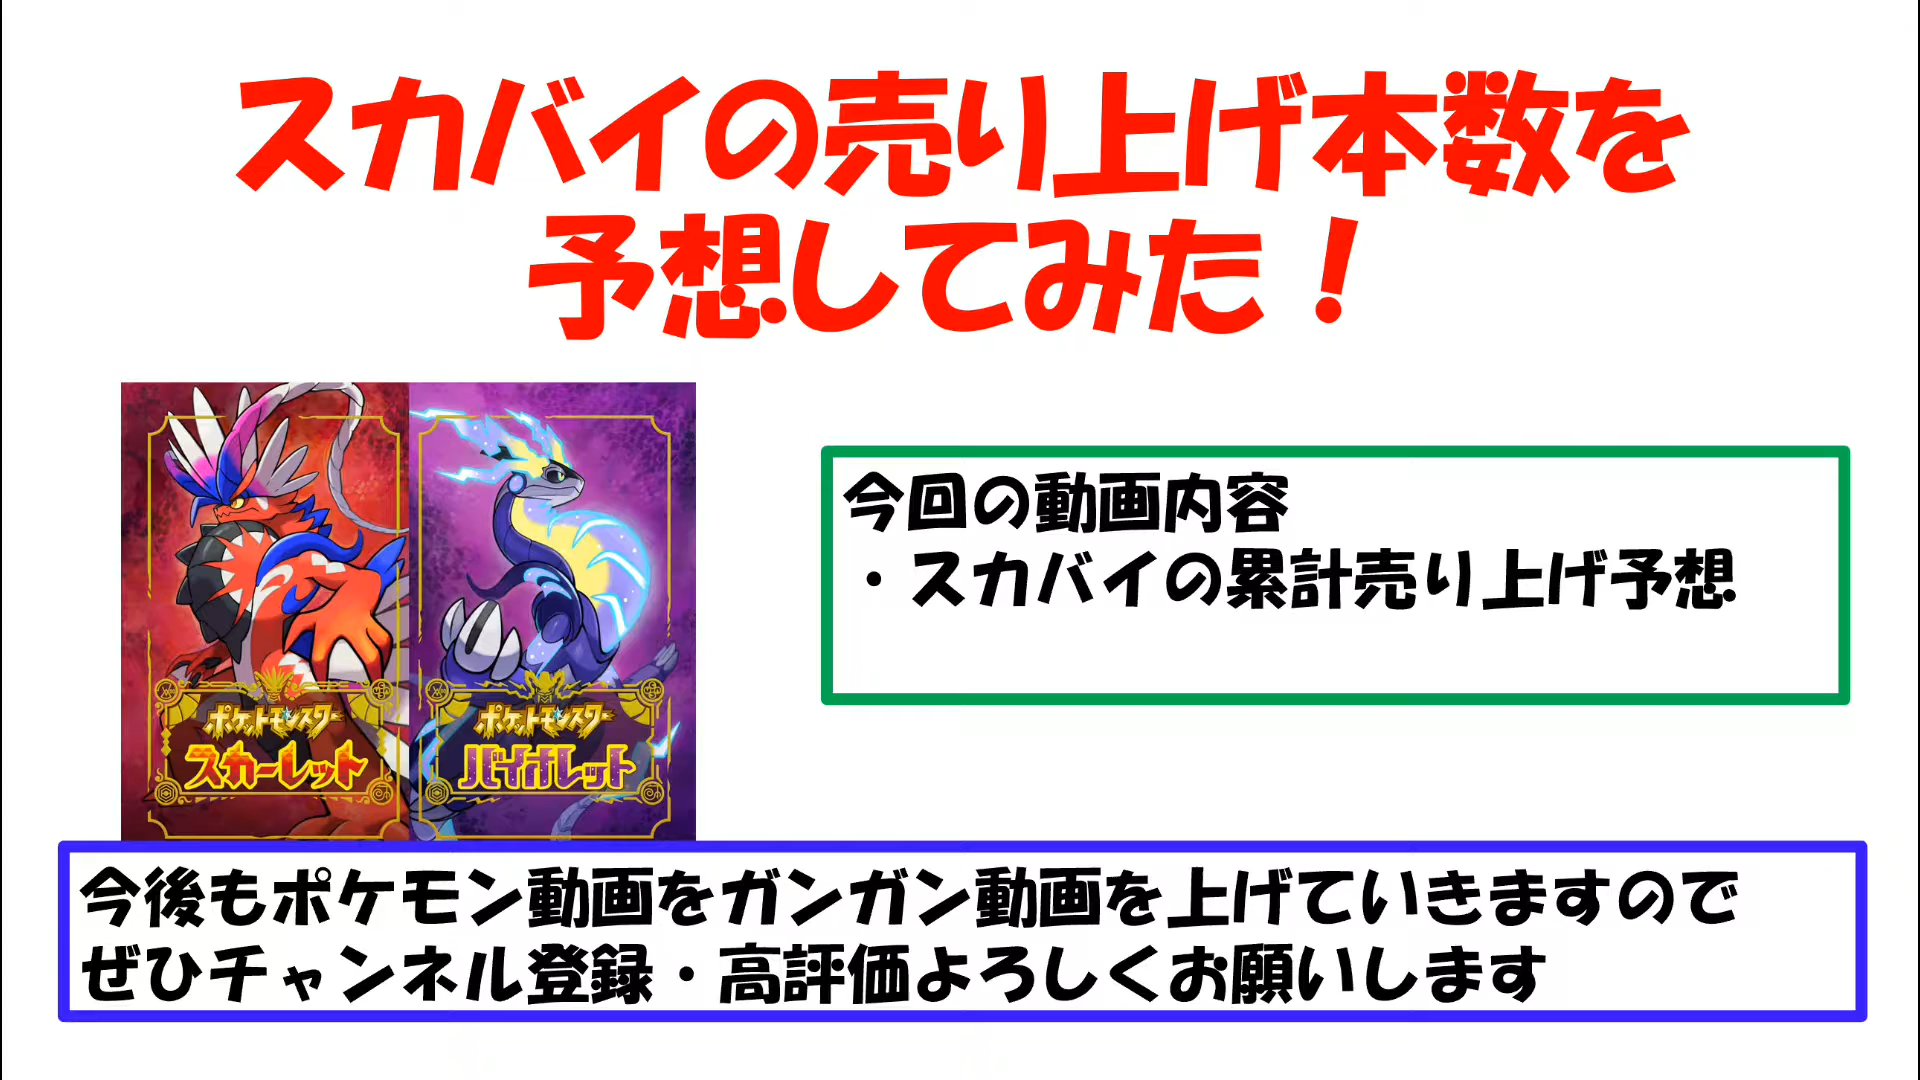 スカバイの売り上げ本数を
予想してみた！
ポケットモンスター
スカーレット
ポケットモンスター
バイオレット
今回の動画内容
・スカバイの累計売り上げ予想
今後もポケモン動画をガンガン動画を上げていきますので
ぜひチャンネル登録・高評価よろしくお願いします